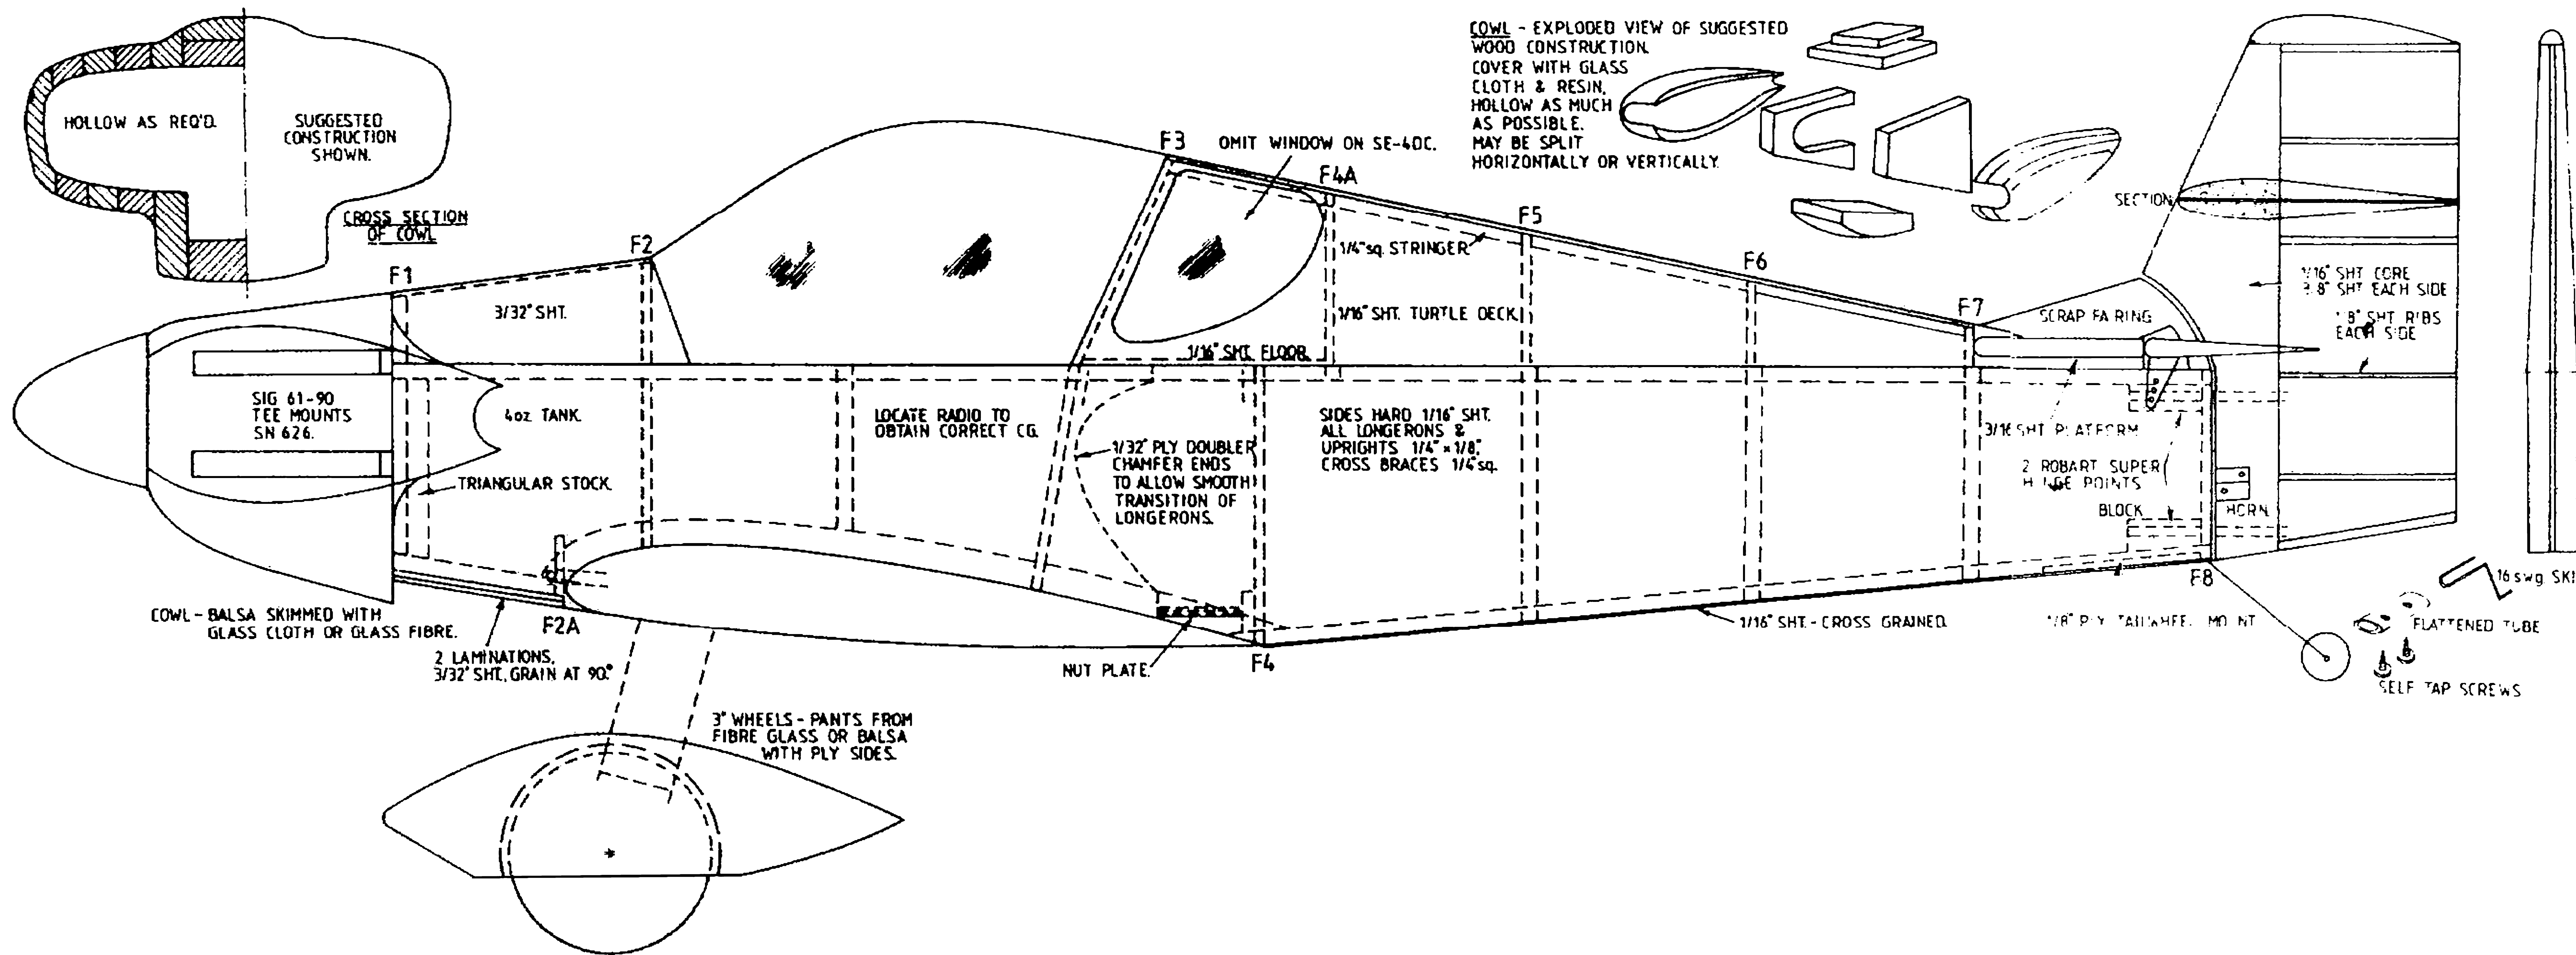 HOLLOW AS REQ'D.
SUGGESTED
CONSTRUCTION
SHOWN.
CROSS SECTION
OF COWL
COWL - EXPLODED VIEW OF SUGGESTED
WOOD CONSTRUCTION.
COVER WITH GLASS
CLOTH & RESIN,
HOLLOW AS MUCH
AS POSSIBLE.
MAY BE SPLIT
HORIZONTALLY OR VERTICALLY.
F1
F2
F3
OMIT WINDOW ON SE-4DC.
F4A
F5
F6
F7
3/32" SHT.
1/4" sq. STRINGER
1/16" SHT. TURTLE DECK.
1/16" SHT. FLOOR.
SECTION
1/16" SHT CORE
SHT EACH SIDE
SHT RIBS
EACH SIDE
SCRAP FAIRING
SIG 61-90
TEE MOUNTS
SN 626.
4oz TANK.
TRIANGULAR STOCK.
LOCATE RADIO TO
OBTAIN CORRECT CG.
1/32" PLY DOUBLER
CHAMFER ENDS
TO ALLOW SMOOTH
TRANSITION OF
LONGERONS.
SIDES HARD 1/16" SHT.
ALL LONGERONS &
UPRIGHTS 1/4" × 1/8",
CROSS BRACES 1/4" sq.
3/16 SHT PLATFORM
2 ROBART SUPER
HINGE POINTS
BLOCK
HORN.
COWL - BALSA SKIMMED WITH
GLASS CLOTH OR GLASS FIBRE.
F2A
2 LAMINATIONS,
3/32" SHT, GRAIN AT 90°
NUT PLATE.
F4
1/16" SHT. - CROSS GRAINED.
1/8" PLY TAILWHEEL MOUNT
F8
16 swg. SKI
FLATTENED TUBE
SELF TAP SCREWS
3" WHEELS - PANTS FROM
FIBRE GLASS OR BALSA
WITH PLY SIDES.